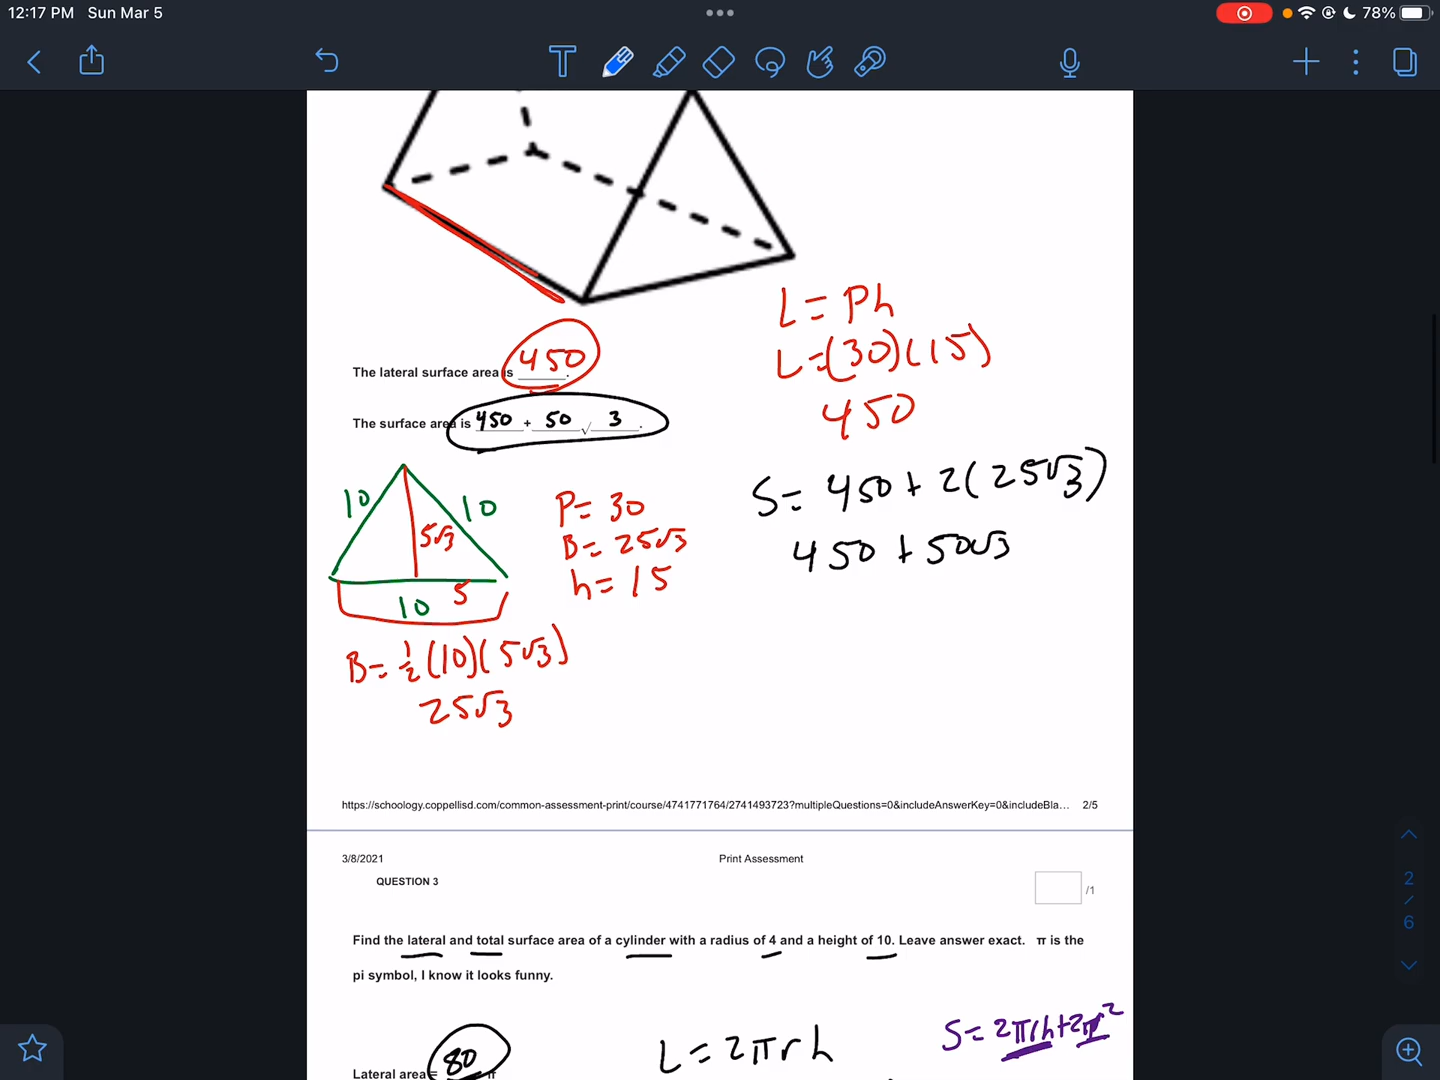 12:17 PM Sun Mar 5
78%
L = Ph
L=(30)(15)
450
The lateral surface area is 450.
The surface area is 450 + 50 √ 3.
S= 450 + 2(25√3)
450 + 50√3
10 10
5√3
5
10
P= 30
B= 25√3
h= 15
B= 1/2 (10)(5√3)
25√3
https://schoology.coppellisd.com/common-assessment-print/course/4741771764/2741493723?multipleQuestions=0&includeAnswerKey=0&includeBla… 2/5
3/8/2021 Print Assessment
QUESTION 3
/1
Find the lateral and total surface area of a cylinder with a radius of 4 and a height of 10. Leave answer exact. π is the
pi symbol, I know it looks funny.
S= 2πrh+2πr²
L = 2πrh
Lateral area = 80 π
2
/
6